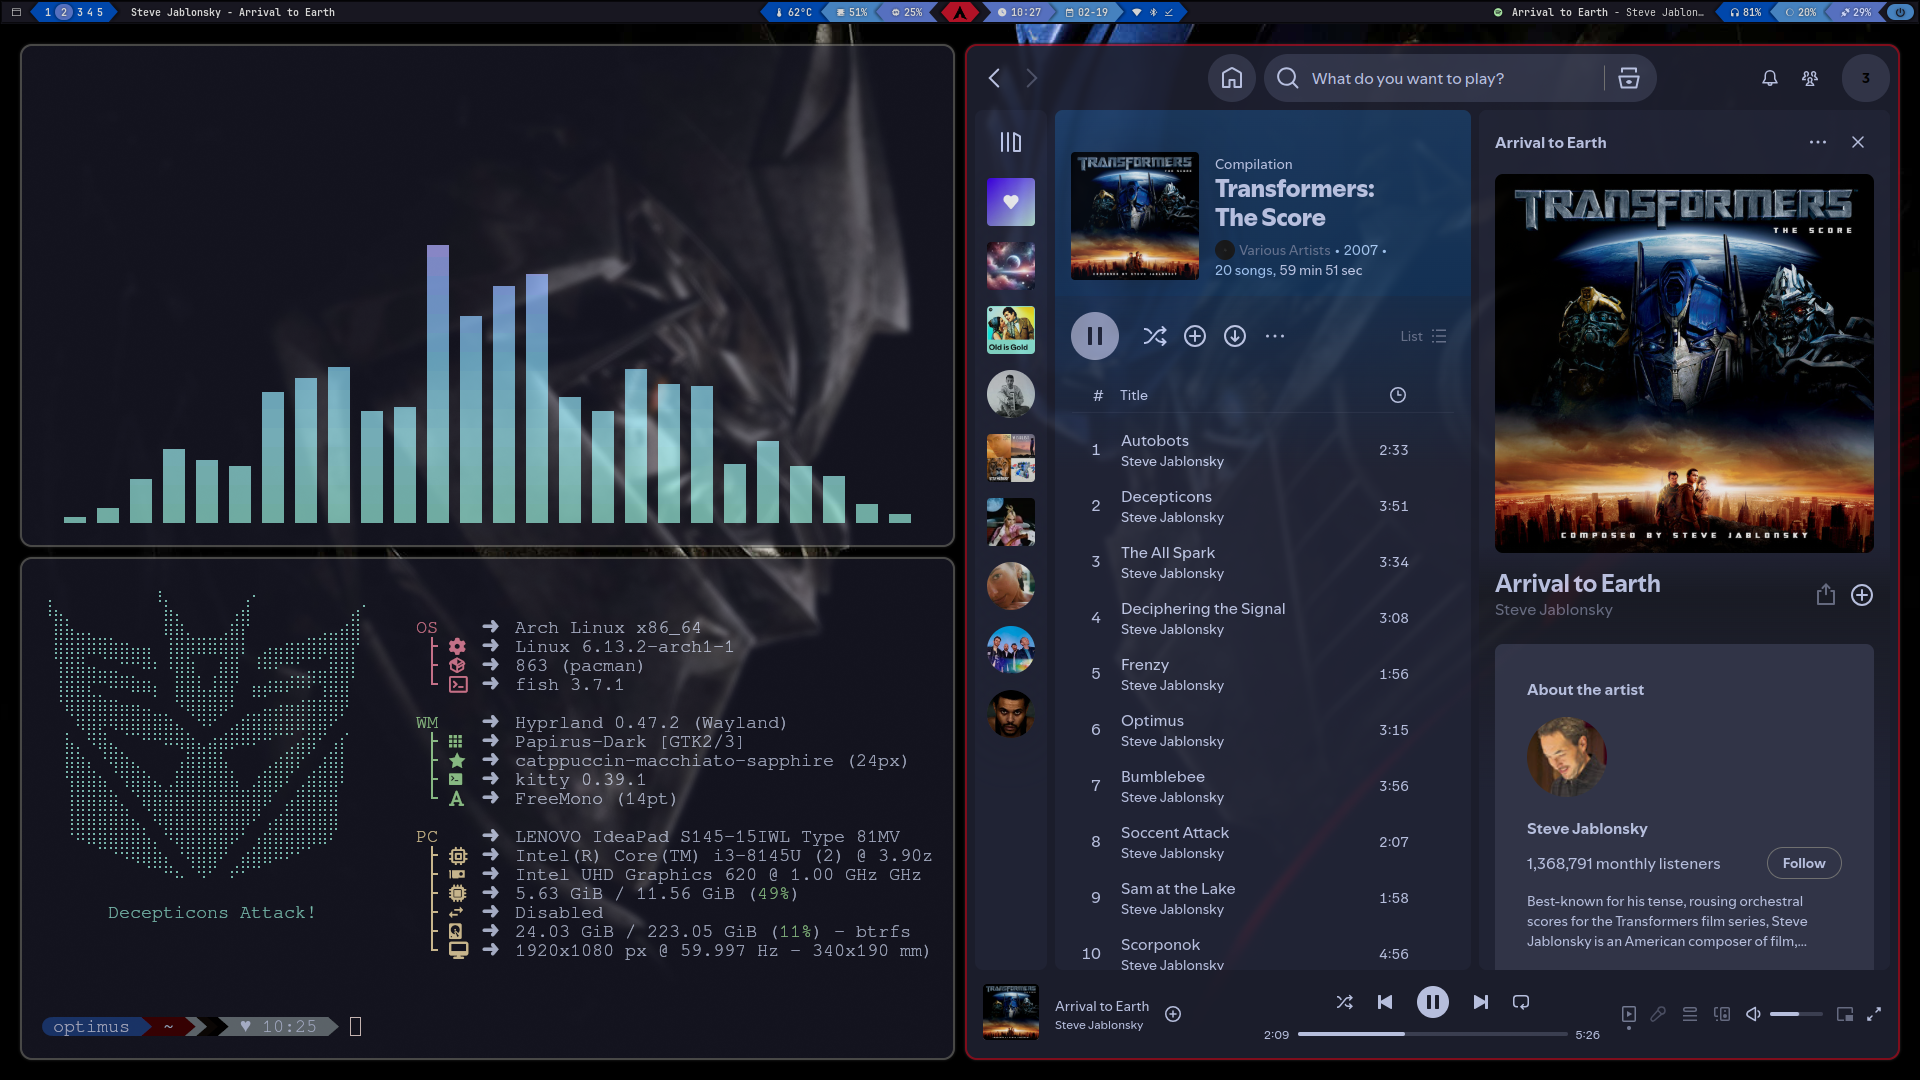 1 2 3 4 5
Steve Jablonsky - Arrival to Earth
62°C
51%
25%
10:27
02-19
Arrival to Earth - Steve Jablon…
81%
20%
29%
OS ➜ Arch Linux x86_64
➜ Linux 6.13.2-arch1-1
➜ 863 (pacman)
➜ fish 3.7.1
WM ➜ Hyprland 0.47.2 (Wayland)
➜ Papirus-Dark [GTK2/3]
➜ catppuccin-macchiato-sapphire (24px)
➜ kitty 0.39.1
➜ FreeMono (14pt)
PC ➜ LENOVO IdeaPad S145-15IWL Type 81MV
➜ Intel(R) Core(TM) i3-8145U (2) @ 3.90z
➜ Intel UHD Graphics 620 @ 1.00 GHz GHz
➜ 5.63 GiB / 11.56 GiB (49%)
➜ Disabled
➜ 24.03 GiB / 223.05 GiB (11%) - btrfs
➜ 1920x1080 px @ 59.997 Hz - 340x190 mm)
Decepticons Attack!
optimus ~ ♥ 10:25
What do you want to play?
3
Old is Gold
TRANSFORMERS
Compilation
Transformers:
The Score
Various Artists • 2007 •
20 songs, 59 min 51 sec
List
# Title
1 Autobots 2:33
Steve Jablonsky
2 Decepticons 3:51
Steve Jablonsky
3 The All Spark 3:34
Steve Jablonsky
4 Deciphering the Signal 3:08
Steve Jablonsky
5 Frenzy 1:56
Steve Jablonsky
6 Optimus 3:15
Steve Jablonsky
7 Bumblebee 3:56
Steve Jablonsky
8 Soccent Attack 2:07
Steve Jablonsky
9 Sam at the Lake 1:58
Steve Jablonsky
10 Scorponok 4:56
Steve Jablonsky
Arrival to Earth
TRANSFORMERS
THE SCORE
COMPOSED BY STEVE JABLONSKY
Arrival to Earth
Steve Jablonsky
About the artist
Steve Jablonsky
1,368,791 monthly listeners
Follow
Best-known for his tense, rousing orchestral
scores for the Transformers film series, Steve
Jablonsky is an American composer of film,...
Arrival to Earth
Steve Jablonsky
2:09
5:26